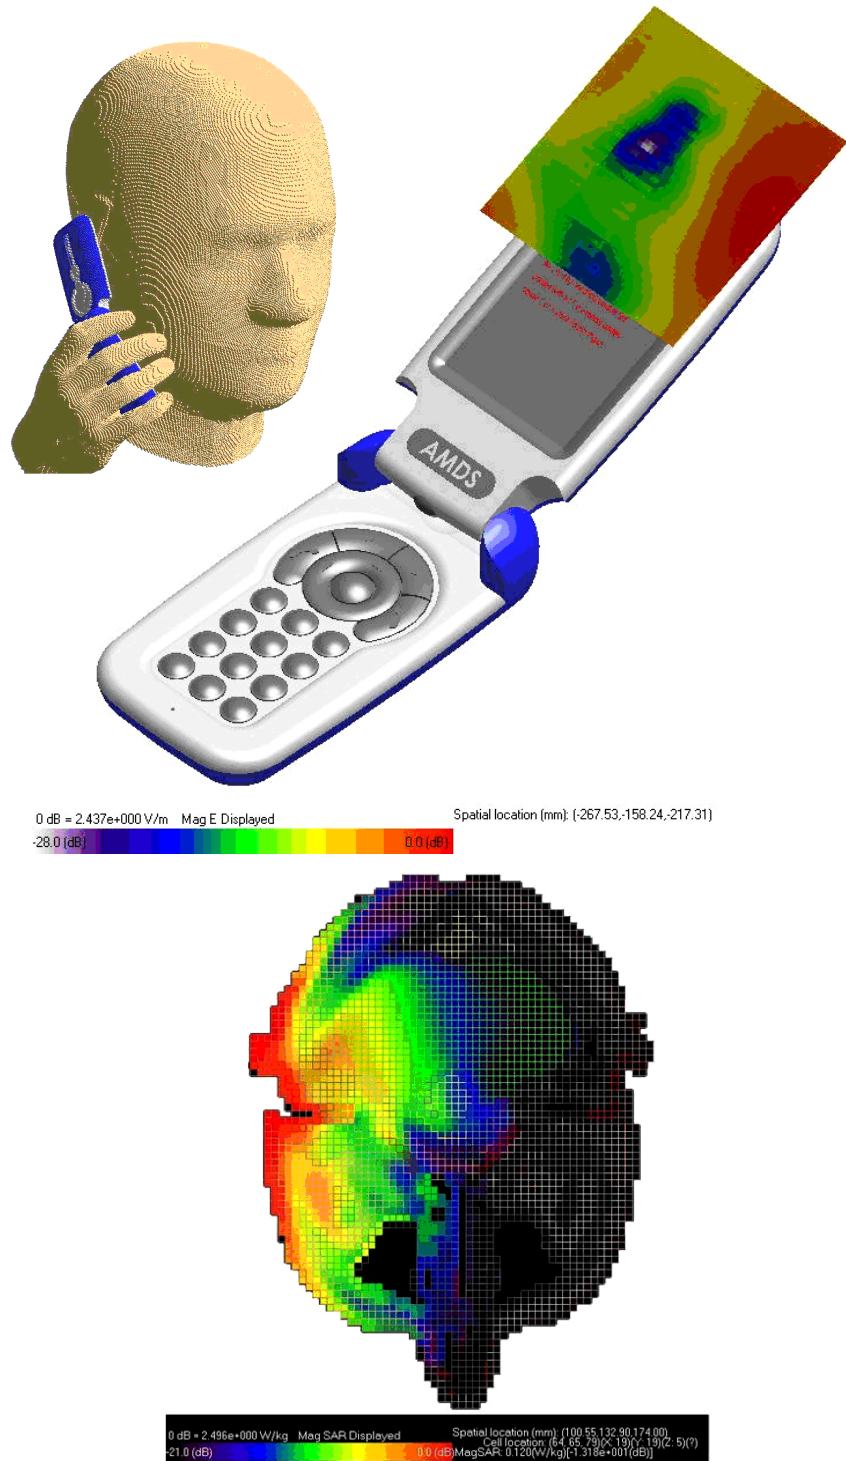 AMDS
0 dB = 2.437e+000 V/m Mag E Displayed
Spatial location (mm): (-267.53,-158.24,-217.31)
-28.0 (dB) 0.0 (dB)
0 dB = 2.496e+000 W/kg Mag SAR Displayed
Spatial location (mm): (100.55,132.90,174.00)
Cell location: (64, 65, 79)(X: 19)(Y: 19)(Z: 5)(?)
-21.0 (dB) 0.0 (dB) MagSAR: 0.120(W/kg)[-1.318e+001(dB)]